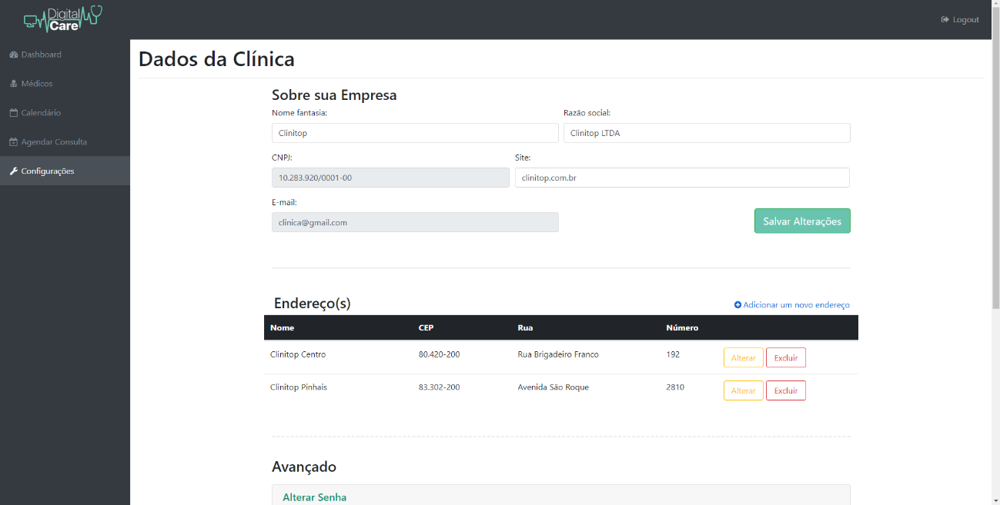 Digital
Care
Logout
Dashboard
Médicos
Calendário
Agendar Consulta
Configurações
Dados da Clínica
Sobre sua Empresa
Nome fantasia: Razão social:
Clinitop Clinitop LTDA
CNPJ: Site:
10.283.920/0001-00 clinitop.com.br
E-mail:
clinica@gmail.com Salvar Alterações
Endereço(s) Adicionar um novo endereço
Nome CEP Rua Número
Clinitop Centro 80.420-200 Rua Brigadeiro Franco 192 Alterar Excluir
Clinitop Pinhais 83.302-200 Avenida São Roque 2810 Alterar Excluir
Avançado
Alterar Senha